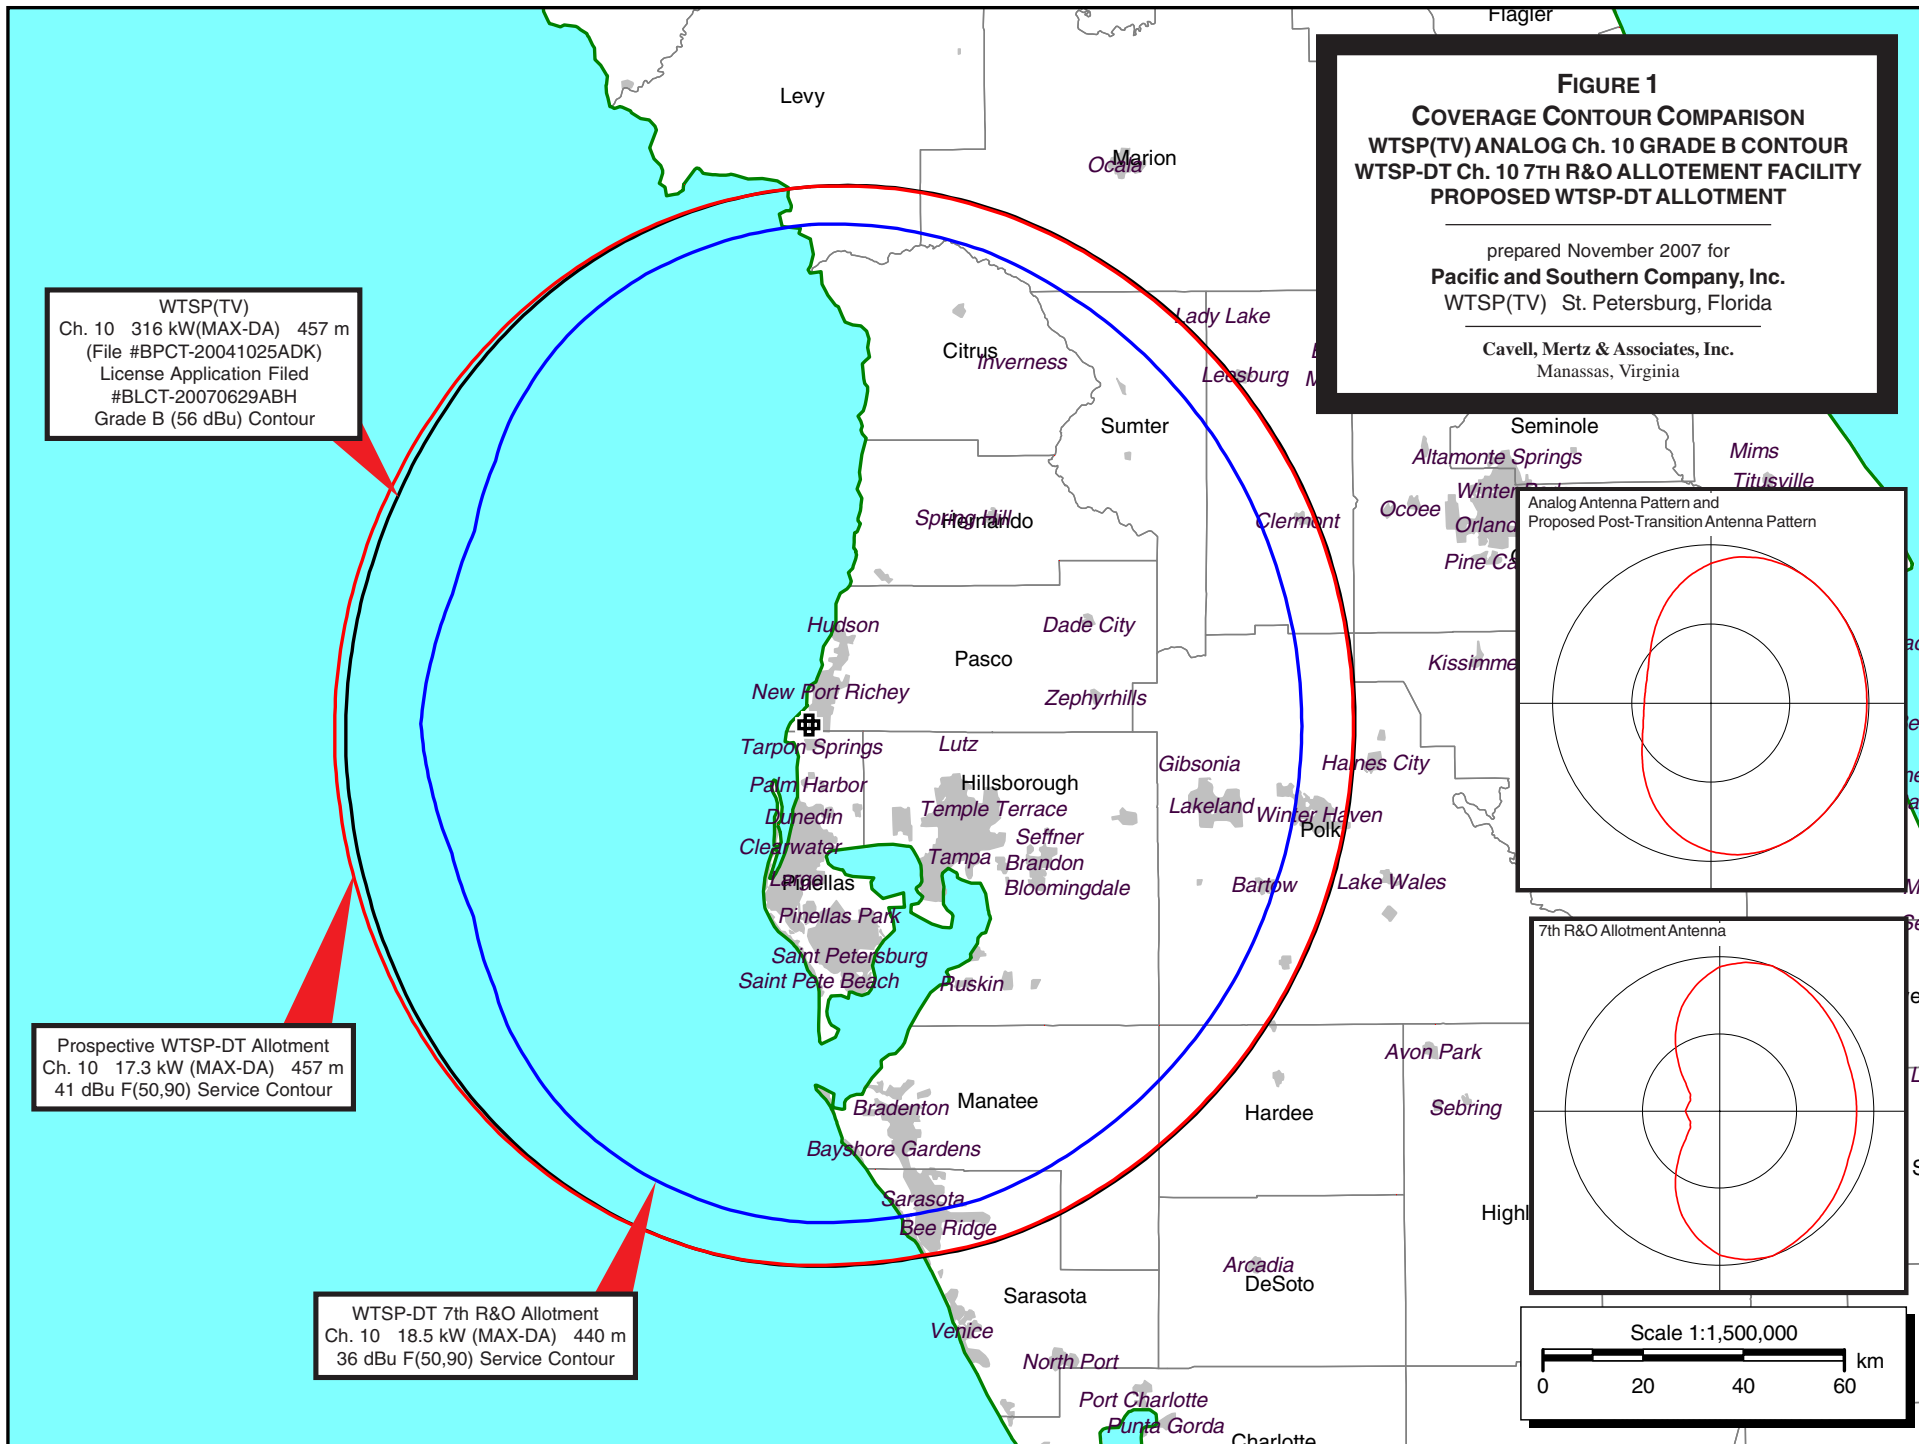 Flagler
Levy
FIGURE 1
COVERAGE CONTOUR COMPARISON
WTSP(TV) ANALOG Ch. 10 GRADE B CONTOUR
WTSP-DT Ch. 10 7TH R&O ALLOTEMENT FACILITY
PROPOSED WTSP-DT ALLOTMENT
prepared November 2007 for
Pacific and Southern Company, Inc.
WTSP(TV) St. Petersburg, Florida
Cavell, Mertz & Associates, Inc.
Manassas, Virginia
Marion
Ocala
WTSP(TV)
Ch. 10 316 kW(MAX-DA) 457 m
(File #BPCT-20041025ADK)
License Application Filed
#BLCT-20070629ABH
Grade B (56 dBu) Contour
Lady Lake
Citrus
Inverness
Leesburg
Sumter
Seminole
Altamonte Springs
Mims
Titusville
Winter
Ocoee
Orland
Pine Ca
Clermont
Spring Hill
Hernando
Analog Antenna Pattern and
Proposed Post-Transition Antenna Pattern
Hudson
Dade City
Pasco
Kissimme
New Port Richey
Zephyrhills
Tarpon Springs
Lutz
Gibsonia
Haines City
Palm Harbor
Hillsborough
Dunedin
Temple Terrace
Lakeland
Winter Haven
Polk
Clearwater
Seffner
Tampa
Brandon
Largo
Pinellas
Bloomingdale
Bartow
Lake Wales
Pinellas Park
7th R&O Allotment Antenna
Saint Petersburg
Saint Pete Beach
Ruskin
Prospective WTSP-DT Allotment
Ch. 10 17.3 kW (MAX-DA) 457 m
41 dBu F(50,90) Service Contour
Avon Park
Bradenton
Manatee
Hardee
Sebring
Bayshore Gardens
Sarasota
Bee Ridge
Highl
Arcadia
DeSoto
Sarasota
WTSP-DT 7th R&O Allotment
Ch. 10 18.5 kW (MAX-DA) 440 m
36 dBu F(50,90) Service Contour
Venice
North Port
Port Charlotte
Punta Gorda
Charlotte
Scale 1:1,500,000
km
0 20 40 60